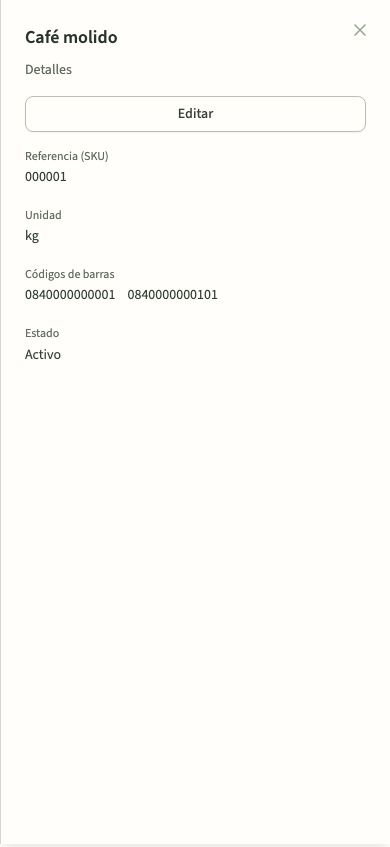 Café molido
Detalles
Editar
Referencia (SKU)
000001
Unidad
kg
Códigos de barras
0840000000001 0840000000101
Estado
Activo